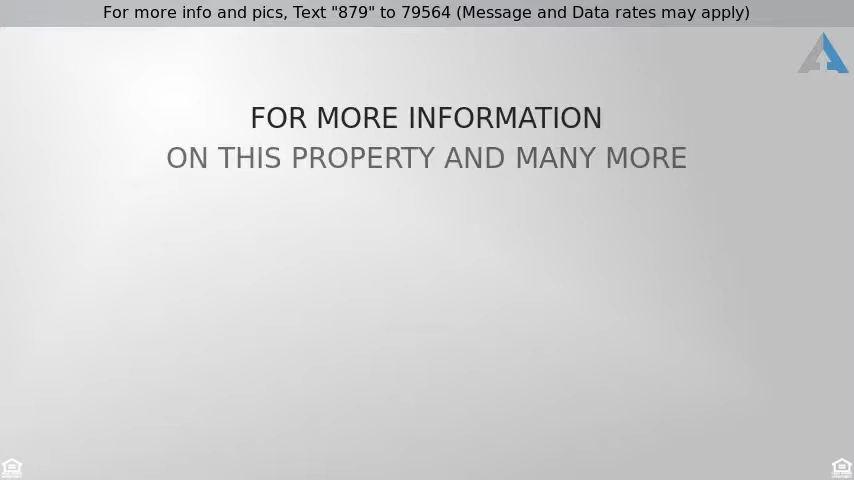 For more info and pics, Text "879" to 79564 (Message and Data rates may apply)
FOR MORE INFORMATION
ON THIS PROPERTY AND MANY MORE